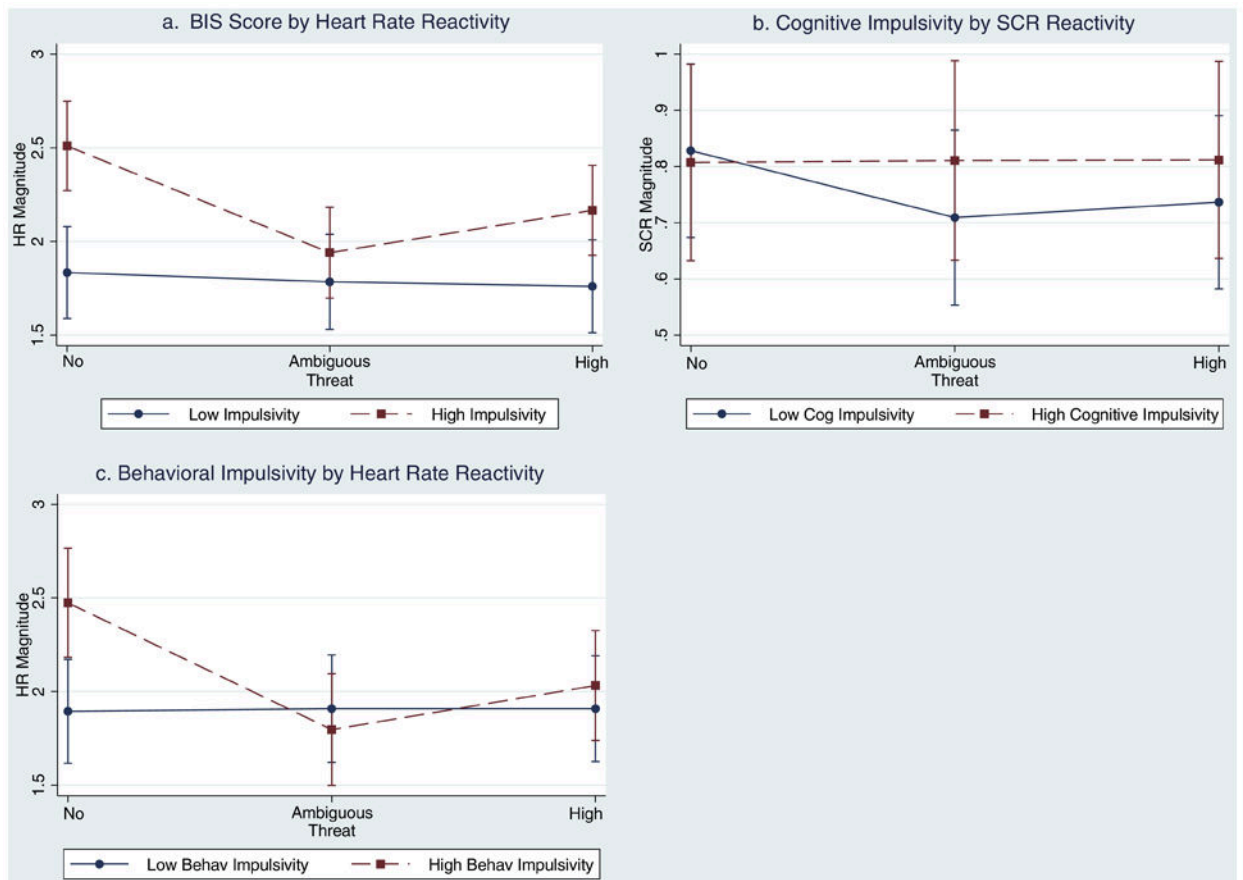 a. BIS Score by Heart Rate Reactivity
HR Magnitude
3
2.5
2
1.5
No
Ambiguous
High
Threat
Low Impulsivity
High Impulsivity
b. Cognitive Impulsivity by SCR Reactivity
SCR Magnitude
1
.9
.8
.7
.6
.5
No
Ambiguous
High
Threat
Low Cog Impulsivity
High Cognitive Impulsivity
c. Behavioral Impulsivity by Heart Rate Reactivity
HR Magnitude
3
2.5
2
1.5
No
Ambiguous
High
Threat
Low Behav Impulsivity
High Behav Impulsivity